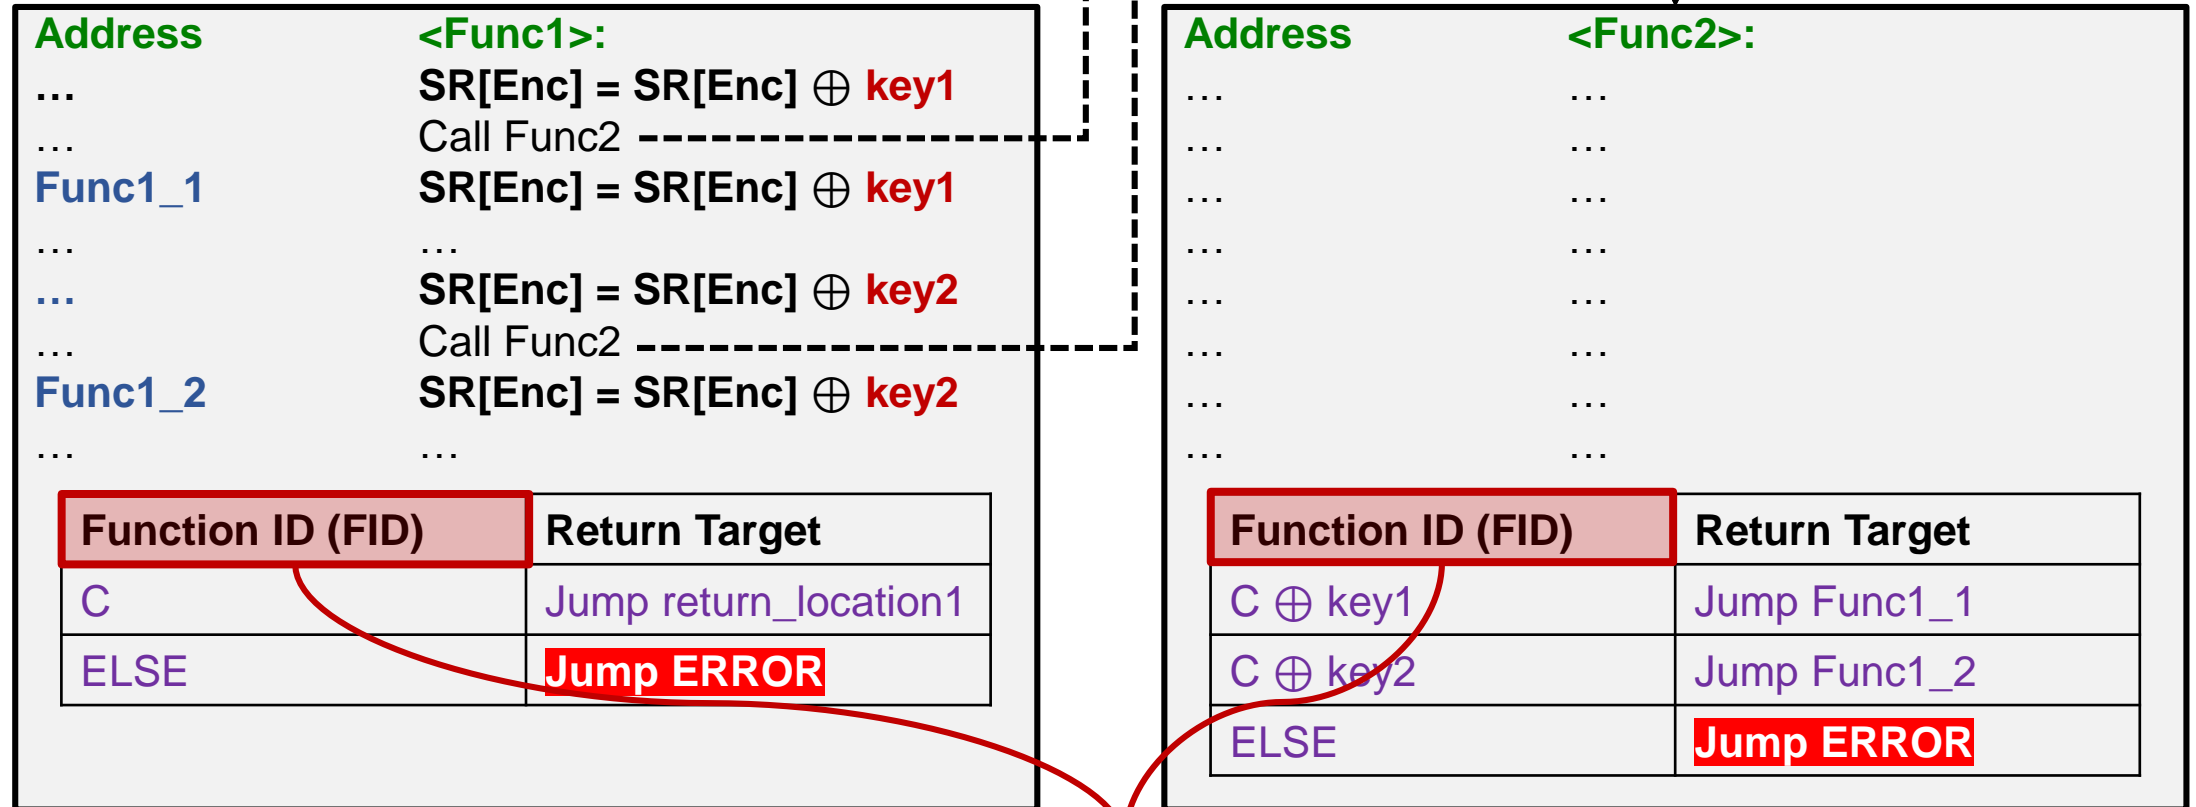 Address <Func1>:
… SR[Enc] = SR[Enc] ⊕ key1
… Call Func2
Func1_1 SR[Enc] = SR[Enc] ⊕ key1
… …
… SR[Enc] = SR[Enc] ⊕ key2
… Call Func2
Func1_2 SR[Enc] = SR[Enc] ⊕ key2
… …
Function ID (FID) Return Target
C Jump return_location1
ELSE Jump ERROR
Address <Func2>:
… …
… …
… …
… …
… …
… …
… …
… …
Function ID (FID) Return Target
C ⊕ key1 Jump Func1_1
C ⊕ key2 Jump Func1_2
ELSE Jump ERROR